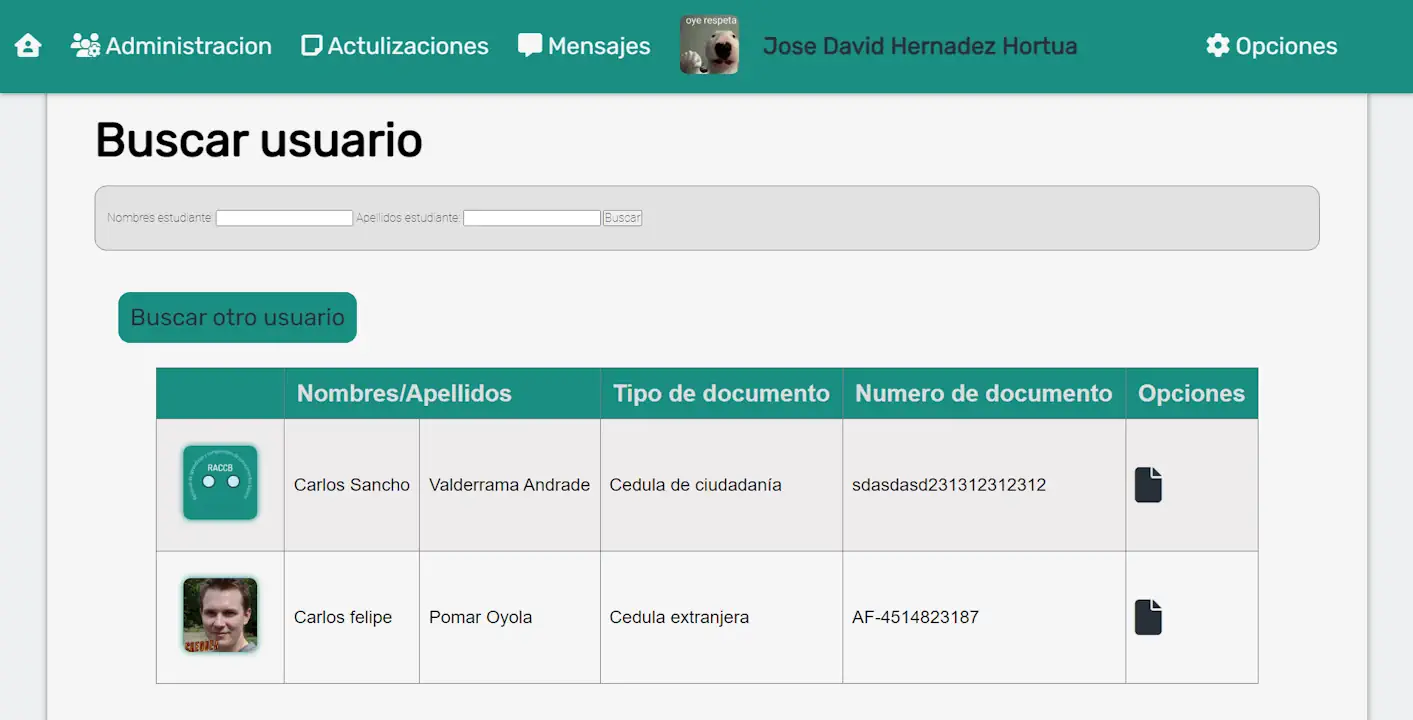 Administracion
Actulizaciones
Mensajes
oye respeta
Jose David Hernadez Hortua
Opciones
Buscar usuario
Nombres estudiante: Apellidos estudiante: Buscar
Buscar otro usuario
Nombres/Apellidos Tipo de documento Numero de documento Opciones
RACCB
Carlos Sancho Valderrama Andrade Cedula de ciudadanía sdasdasd231312312312
Carlos felipe Pomar Oyola Cedula extranjera AF-4514823187